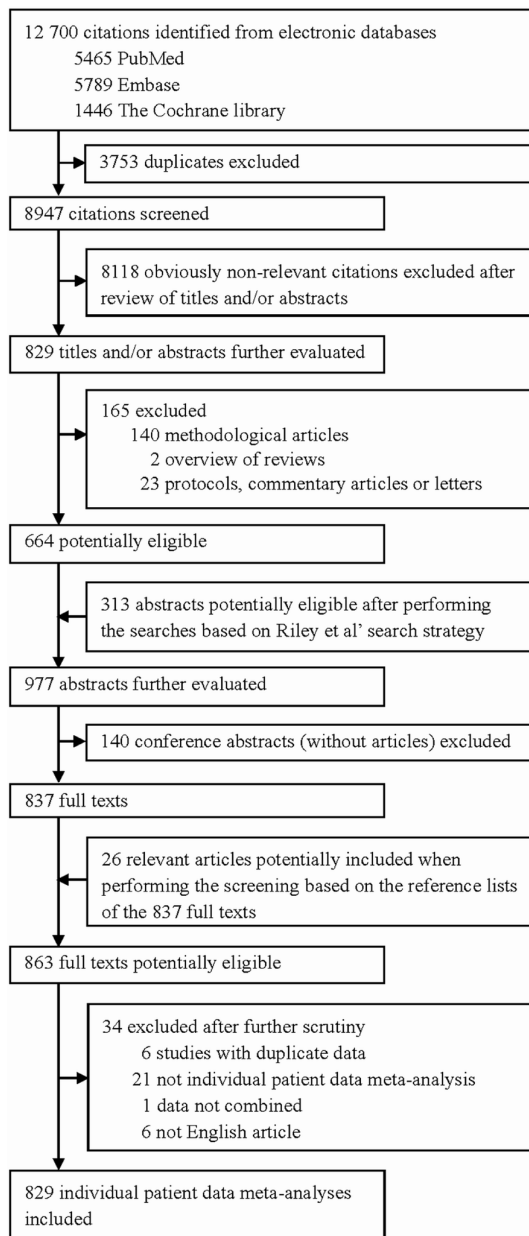 12 700 citations identified from electronic databases
5465 PubMed
5789 Embase
1446 The Cochrane library
3753 duplicates excluded
8947 citations screened
8118 obviously non-relevant citations excluded after
review of titles and/or abstracts
829 titles and/or abstracts further evaluated
165 excluded
140 methodological articles
2 overview of reviews
23 protocols, commentary articles or letters
664 potentially eligible
313 abstracts potentially eligible after performing
the searches based on Riley et al’ search strategy
977 abstracts further evaluated
140 conference abstracts (without articles) excluded
837 full texts
26 relevant articles potentially included when
performing the screening based on the reference lists
of the 837 full texts
863 full texts potentially eligible
34 excluded after further scrutiny
6 studies with duplicate data
21 not individual patient data meta-analysis
1 data not combined
6 not English article
829 individual patient data meta-analyses
included